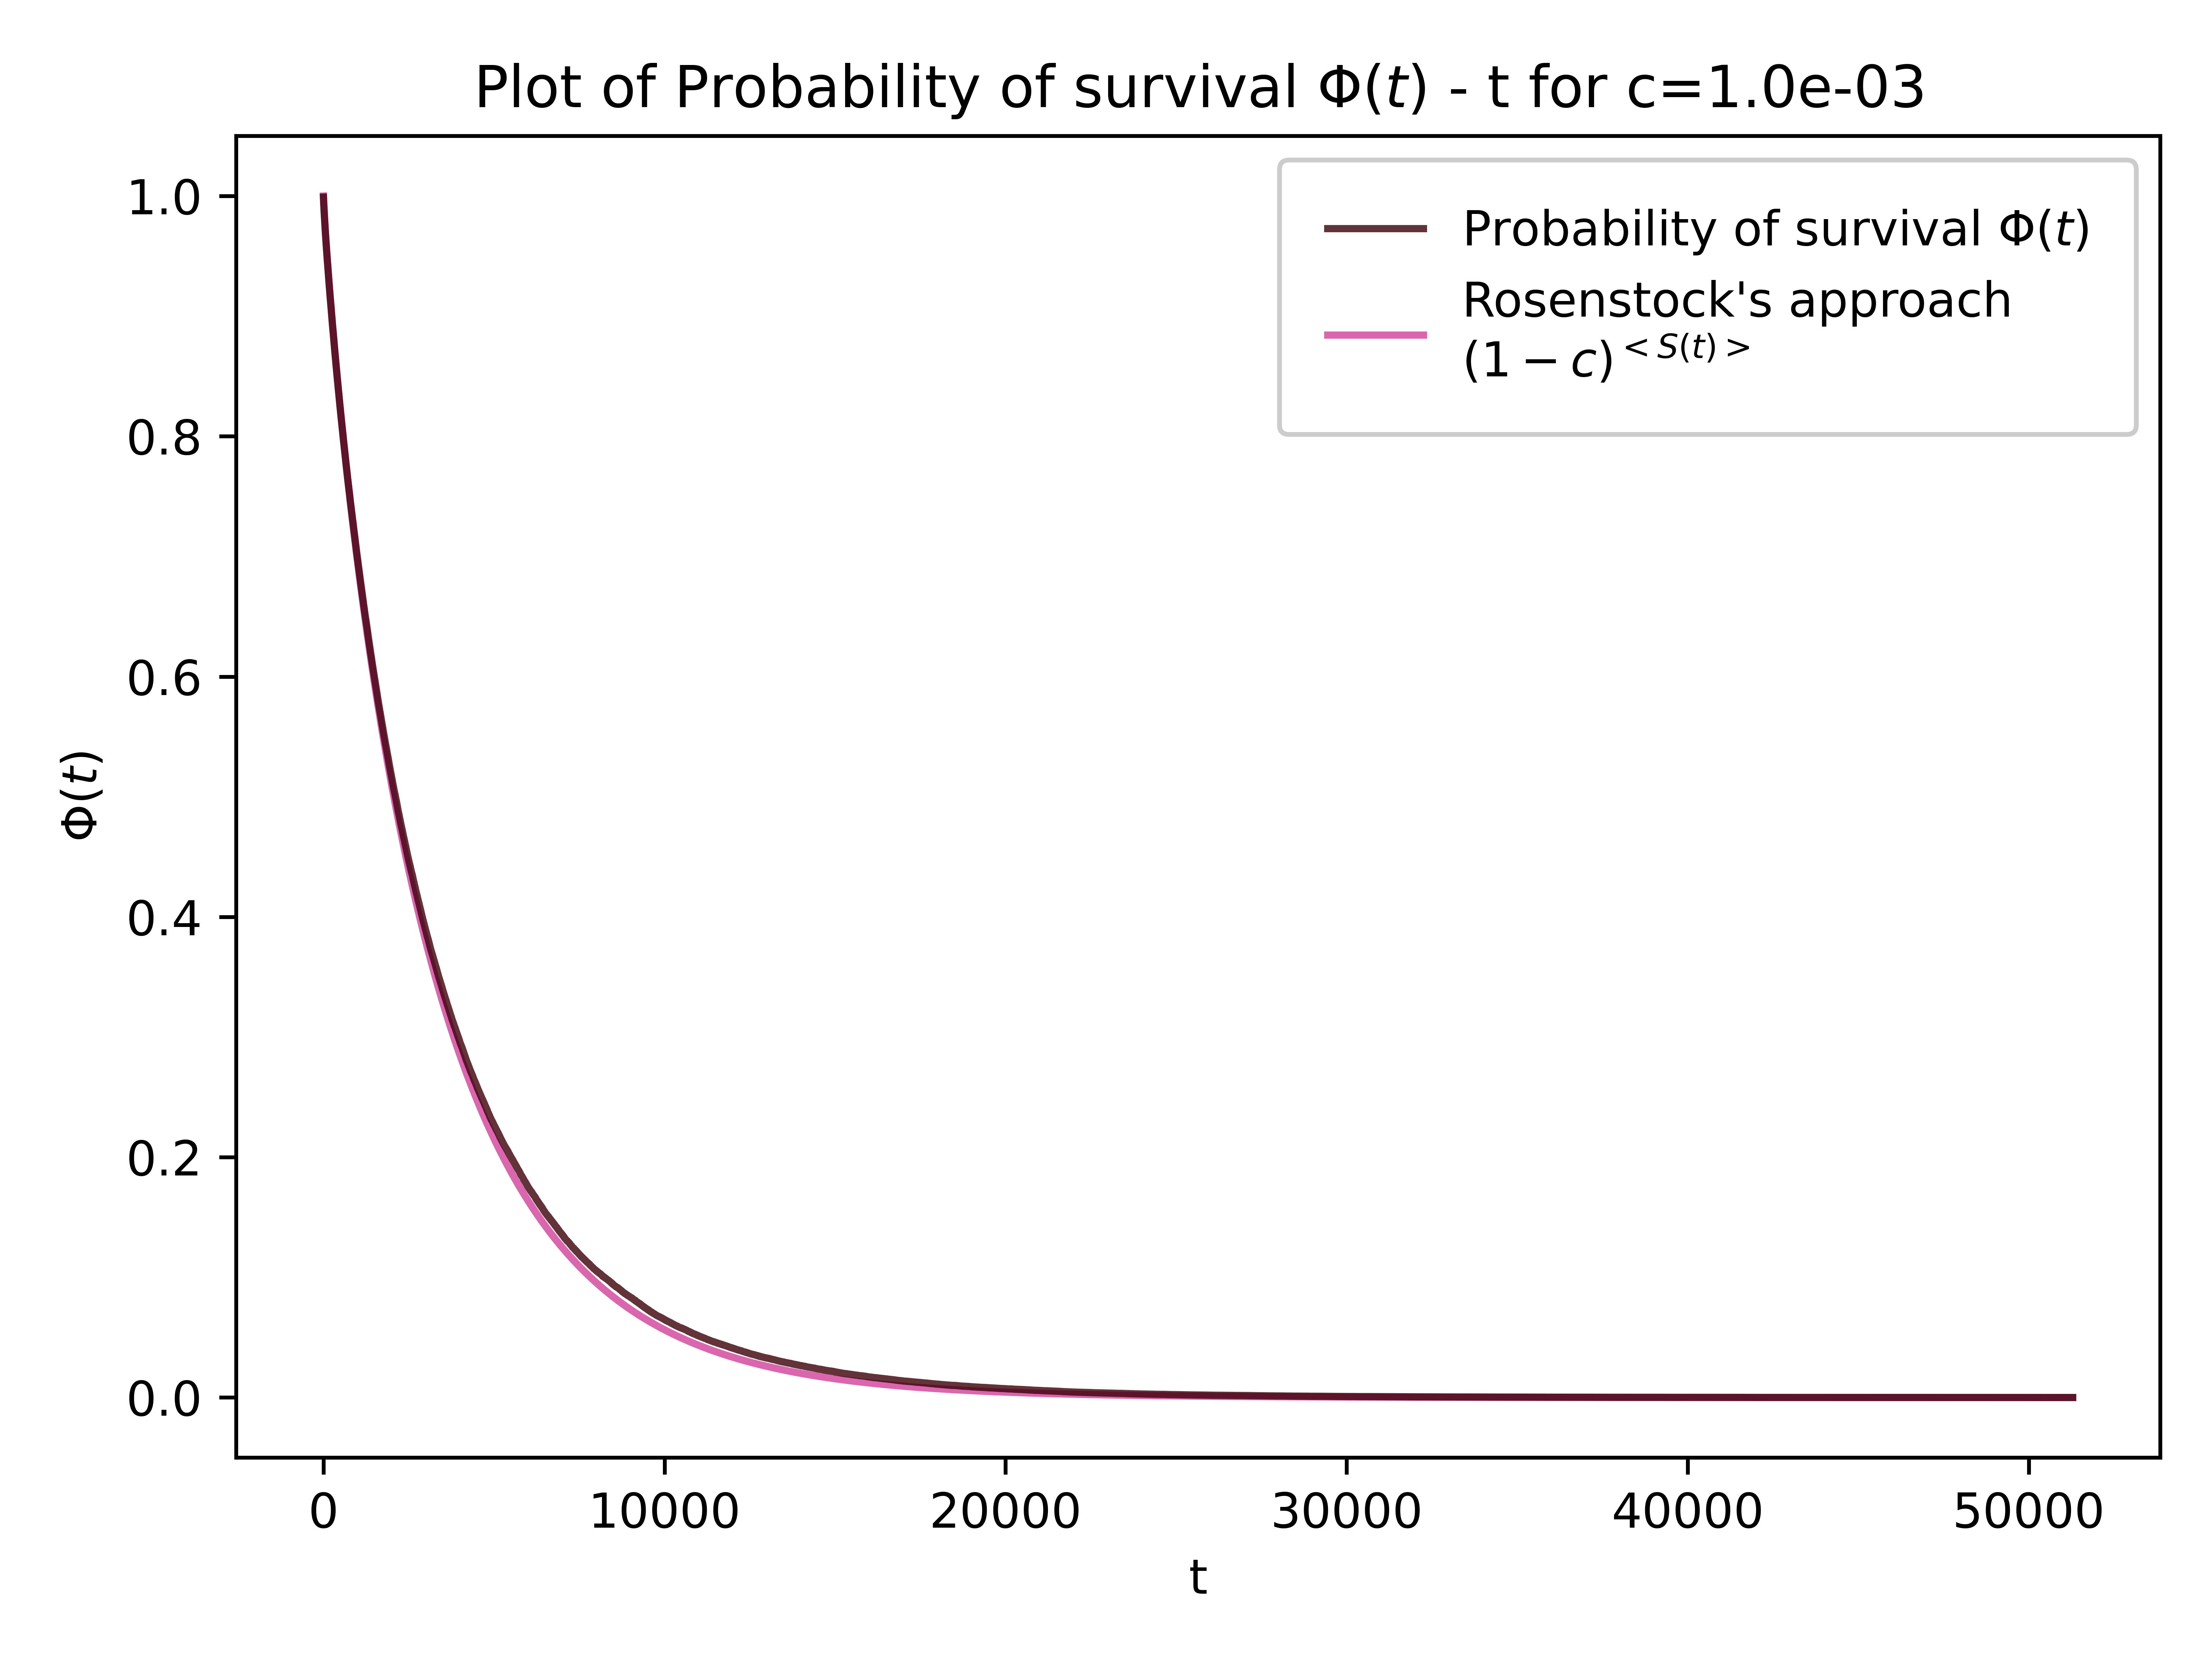 Plot of Probability of survival Φ(t) - t for c=1.0e-03
Probability of survival Φ(t)
Rosenstock's approach
(1 − c)^{<S(t)>}
Φ(t)
1.0
0.8
0.6
0.4
0.2
0.0
0 10000 20000 30000 40000 50000
t